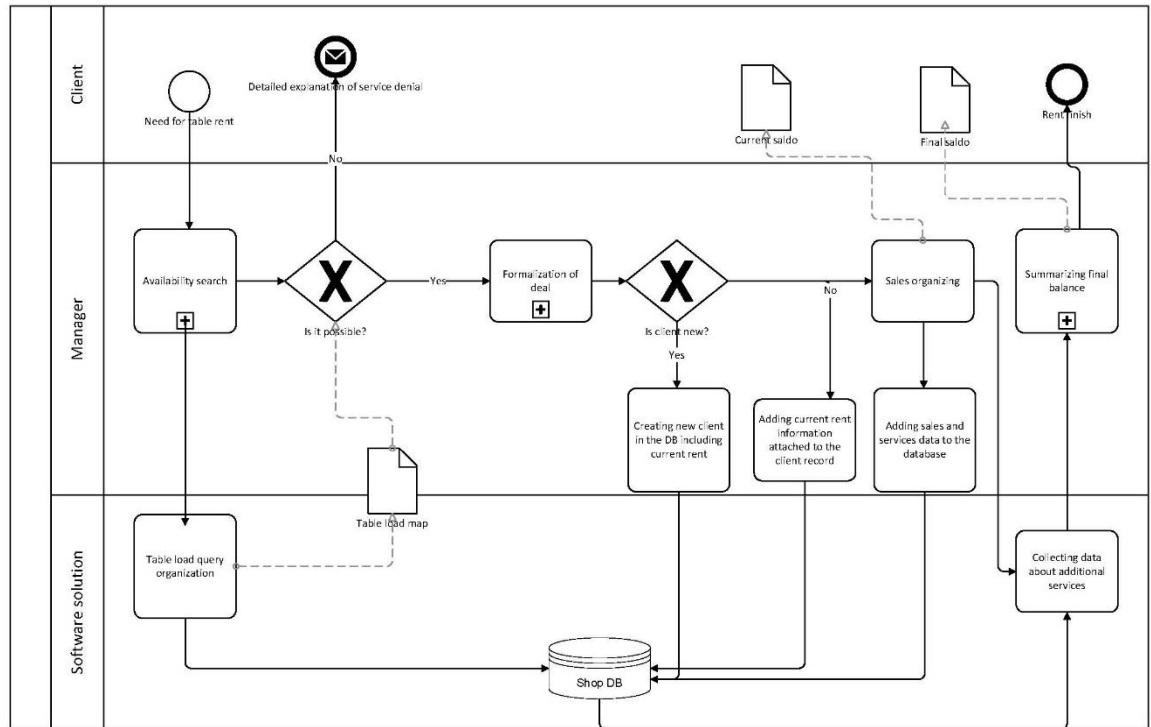 Client
Need for table rent
Detailed explanation of service denial
No
Current saldo
Final saldo
Rent finish
Manager
Availability search
Is it possible?
Yes
Formalization of
deal
Is client new?
Yes
No
Sales organizing
Summarizing final
balance
Creating new client
in the DB including
current rent
Adding current rent
information
attached to the
client record
Adding sales and
services data to the
database
Software solution
Table load query
organization
Table load map
Collecting data
about additional
services
Shop DB